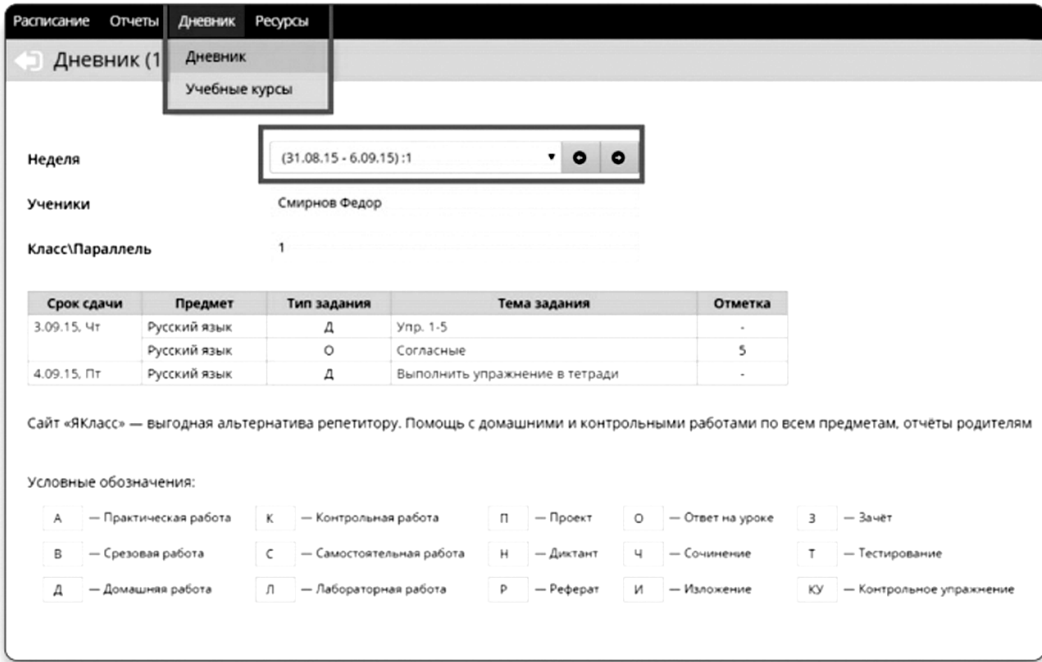 Расписание Отчеты Дневник Ресурсы
Дневник (1
Дневник
Учебные курсы
Неделя (31.08.15 - 6.09.15) :1
Ученики Смирнов Федор
Класс\Параллель 1
Срок сдачи Предмет Тип задания Тема задания Отметка
3.09.15, Чт Русский язык Д Упр. 1-5 -
Русский язык О Согласные 5
4.09.15, Пт Русский язык Д Выполнить упражнение в тетради -
Сайт «ЯКласс» — выгодная альтернатива репетитору. Помощь с домашними и контрольными работами по всем предметам, отчёты родителям
Условные обозначения:
А — Практическая работа К — Контрольная работа П — Проект О — Ответ на уроке З — Зачёт
В — Срезовая работа С — Самостоятельная работа Н — Диктант Ч — Сочинение Т — Тестирование
Д — Домашняя работа Л — Лабораторная работа Р — Реферат И — Изложение КУ — Контрольное упражнение